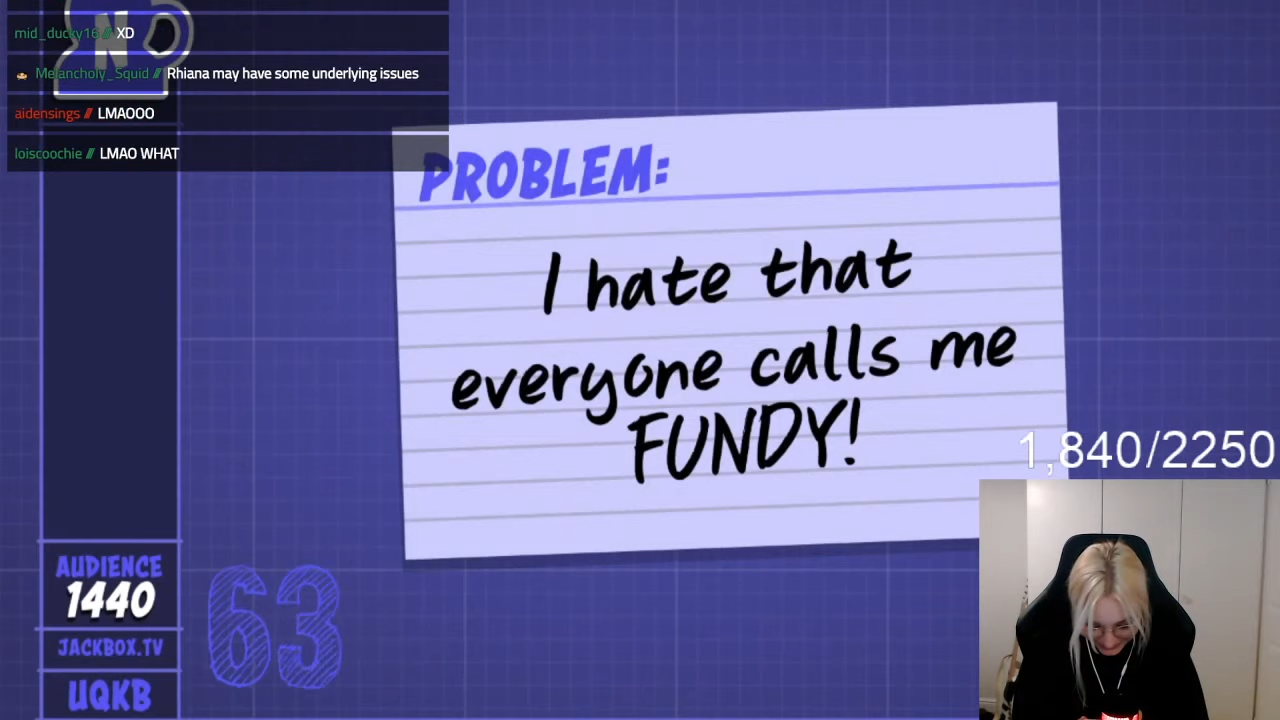 N
mid_ducky16 // XD
Melancholy_Squid // Rhiana may have some underlying issues
aidensings // LMAOOO
loiscoochie // LMAO WHAT
PROBLEM:
I hate that
everyone calls me
FUNDY!
1,840/2250
AUDIENCE
1440
JACKBOX.TV
UQKB
63